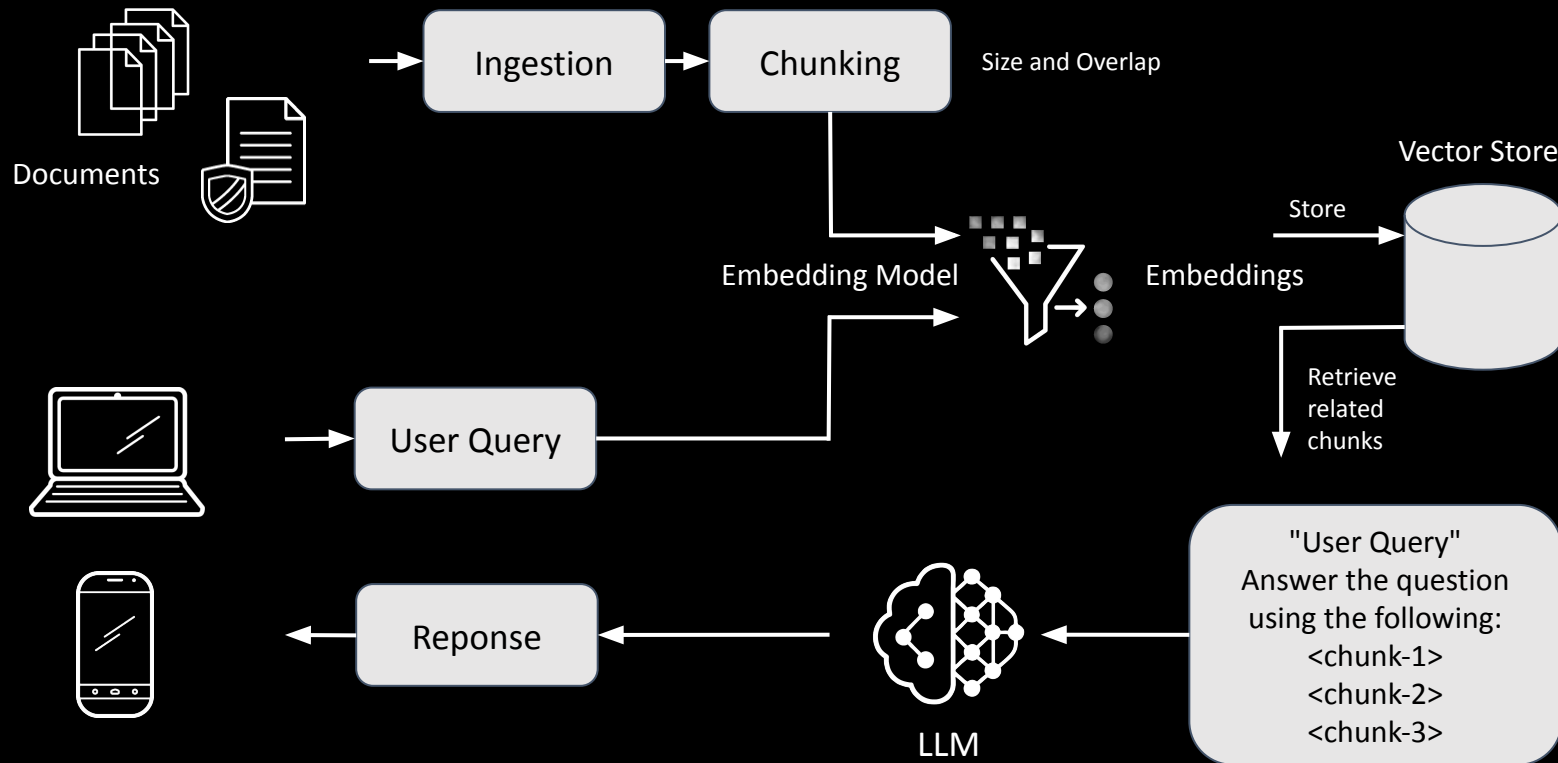 Ingestion
Chunking
Size and Overlap
Documents
Vector Store
Store
Embedding Model
Embeddings
Retrieve
related
chunks
User Query
"User Query"
Answer the question
using the following:
<chunk-1>
<chunk-2>
<chunk-3>
Reponse
LLM